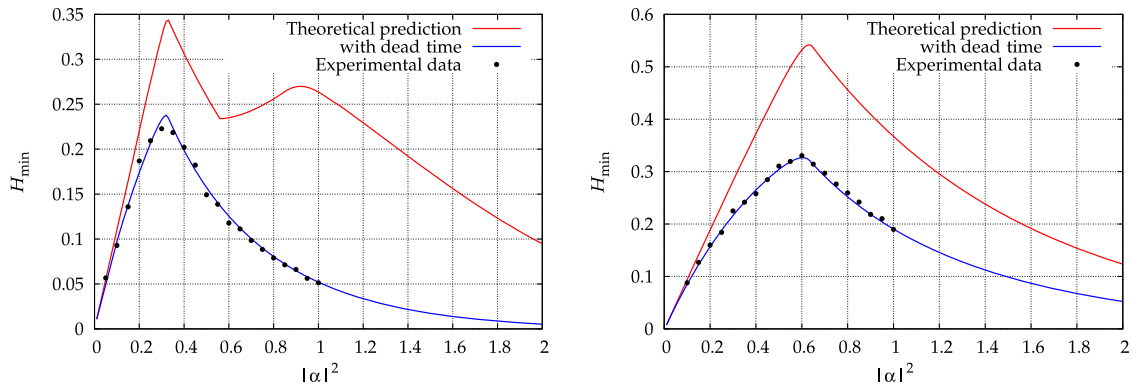 0.35
0.3
0.25
0.2
0.15
0.1
0.05
0
H_min
Theoretical prediction
with dead time
Experimental data
0 0.2 0.4 0.6 0.8 1 1.2 1.4 1.6 1.8 2
|α|²
0.6
0.5
0.4
0.3
0.2
0.1
0
H_min
Theoretical prediction
with dead time
Experimental data
0 0.2 0.4 0.6 0.8 1 1.2 1.4 1.6 1.8 2
|α|²